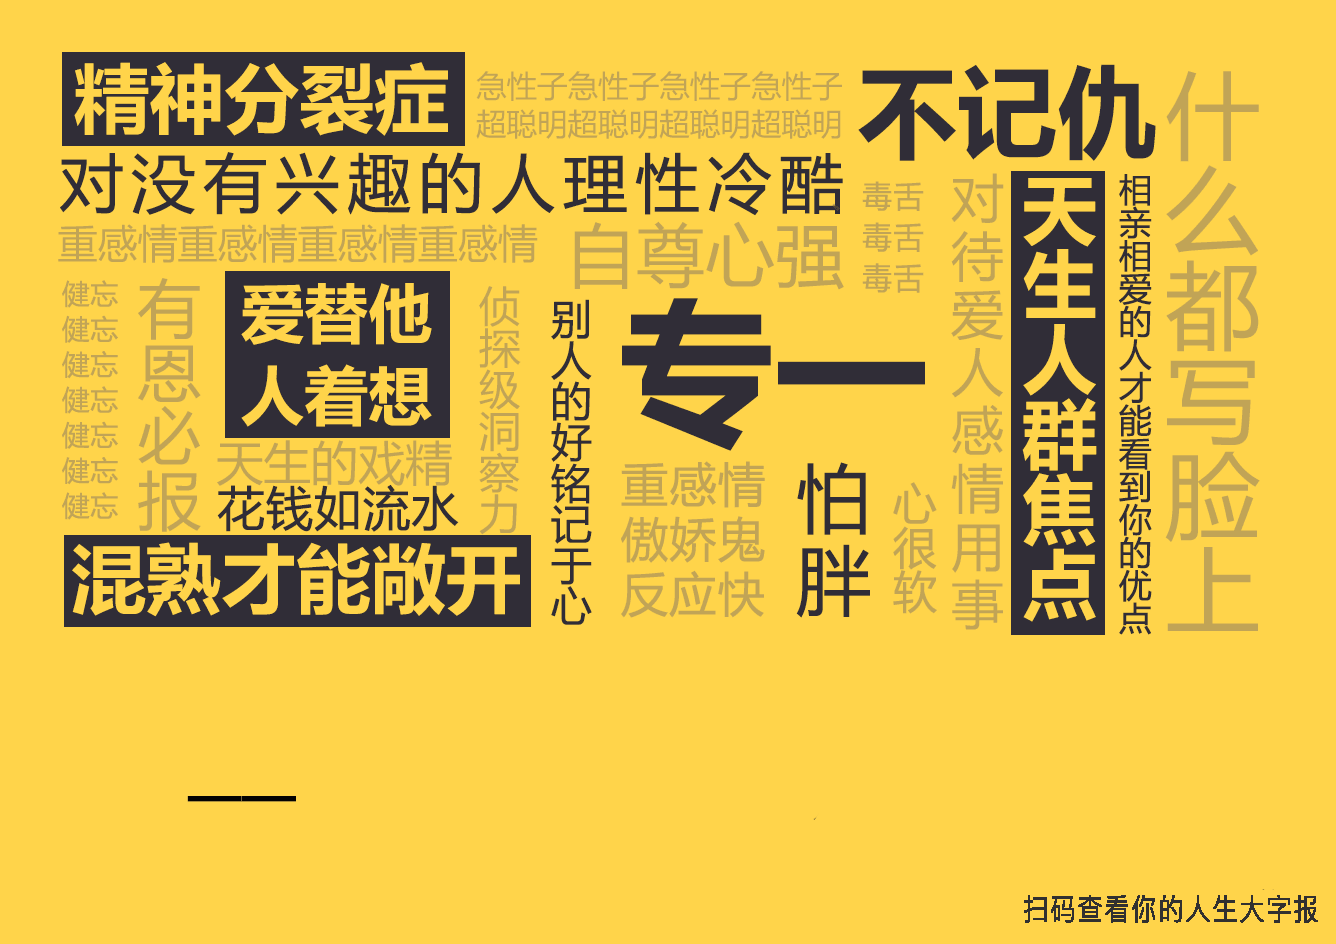 精神分裂症
急性子急性子急性子急性子
超聪明超聪明超聪明超聪明
不记仇
什么都写脸上
对没有兴趣的人理性冷酷
毒舌
毒舌
毒舌
对待爱人感情用事
天生人群焦点
相亲相爱的人才能看到你的优点
重感情重感情重感情重感情
自尊心强
健忘
健忘
健忘
健忘
健忘
健忘
健忘
有恩必报
爱替他
人着想
侦探级洞察力
别人的好铭记于心
专一
天生的戏精
花钱如流水
混熟才能敞开
重感情
傲娇鬼
反应快
怕胖
心很软
——
扫码查看你的人生大字报